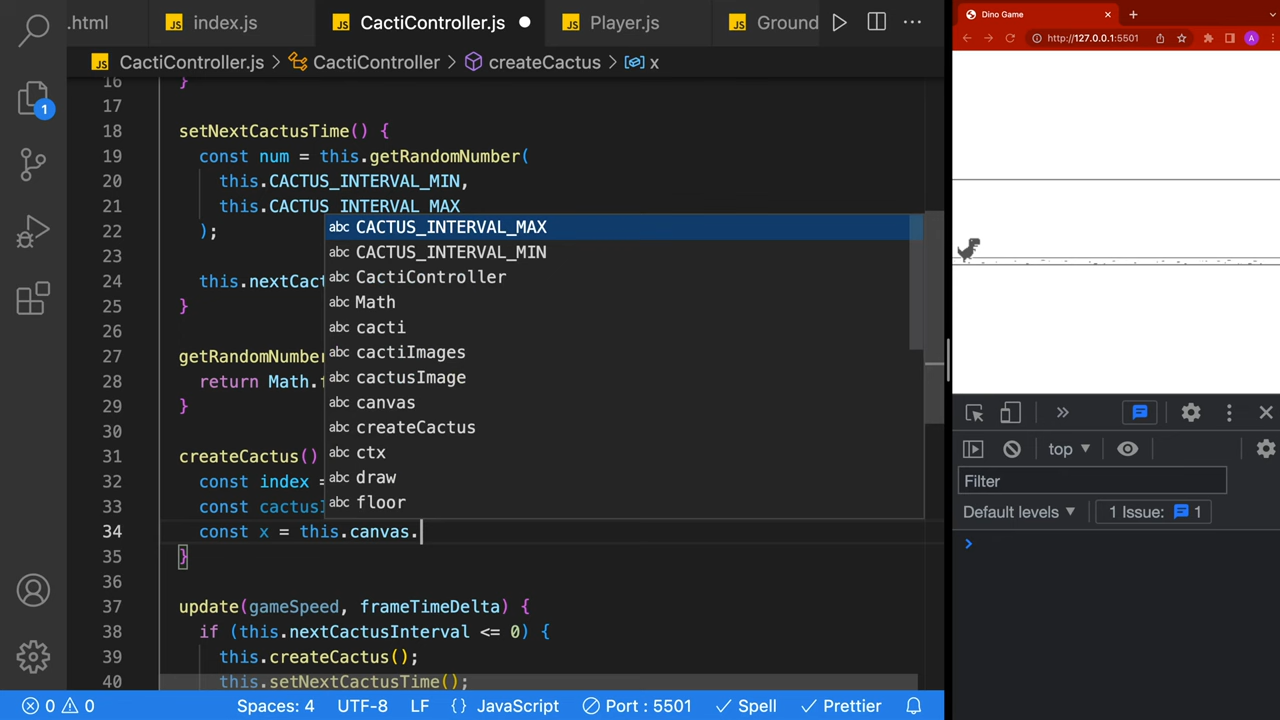 .html
index.js
CactiController.js
Player.js
Ground
CactiController.js > CactiController > createCactus > x
16 }
17
18 setNextCactusTime() {
19 const num = this.getRandomNumber(
20 this.CACTUS_INTERVAL_MIN,
21 this.CACTUS_INTERVAL_MAX
22 );
23
24 this.nextCact
25 }
26
27 getRandomNumber
28 return Math.
29 }
30
31 createCactus()
32 const index =
33 const cactusI
34 const x = this.canvas.
35 }
36
37 update(gameSpeed, frameTimeDelta) {
38 if (this.nextCactusInterval <= 0) {
39 this.createCactus();
40 this.setNextCactusTime();
abc CACTUS_INTERVAL_MAX
abc CACTUS_INTERVAL_MIN
abc CactiController
abc Math
abc cacti
abc cactiImages
abc cactusImage
abc canvas
abc createCactus
abc ctx
abc draw
abc floor
1
0 0 Spaces: 4 UTF-8 LF {} JavaScript Port : 5501 Spell Prettier
Dino Game
http://127.0.0.1:5501
A
top
Filter
Default levels 1 Issue: 1